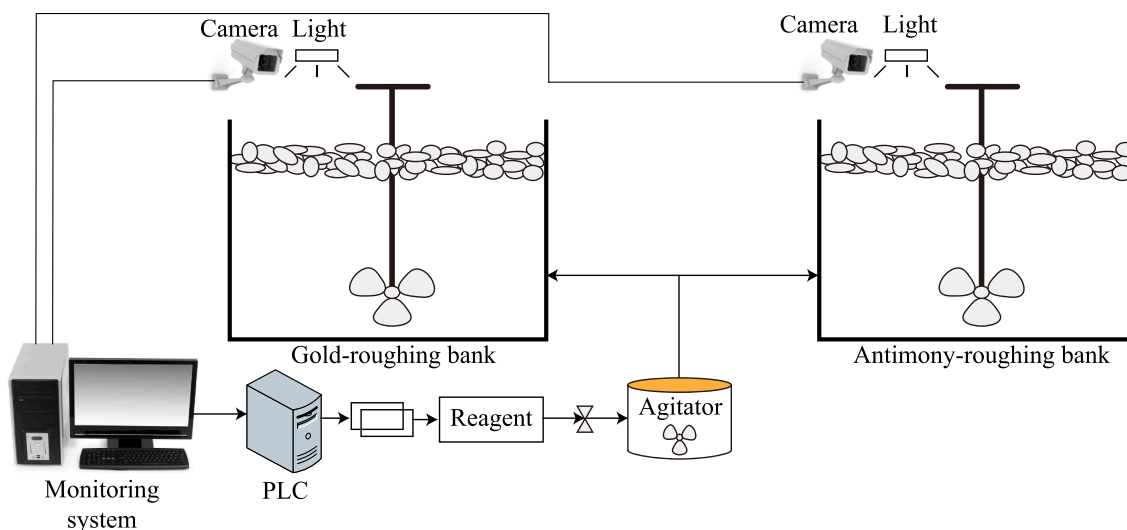 Camera Light
Camera Light
Gold-roughing bank
Antimony-roughing bank
Reagent
Agitator
PLC
Monitoring
system